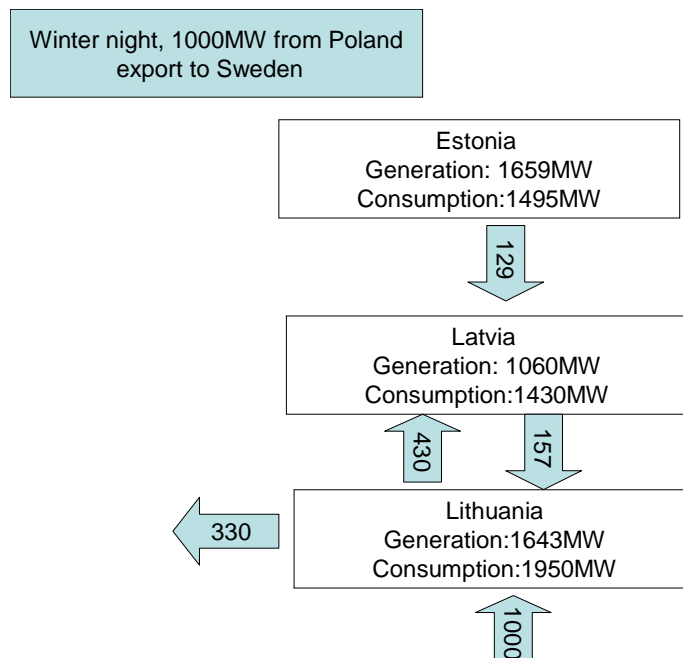 Winter night, 1000MW from Poland
export to Sweden
Estonia
Generation: 1659MW
Consumption:1495MW
129
Latvia
Generation: 1060MW
Consumption:1430MW
430
157
Lithuania
Generation:1643MW
Consumption:1950MW
330
1000